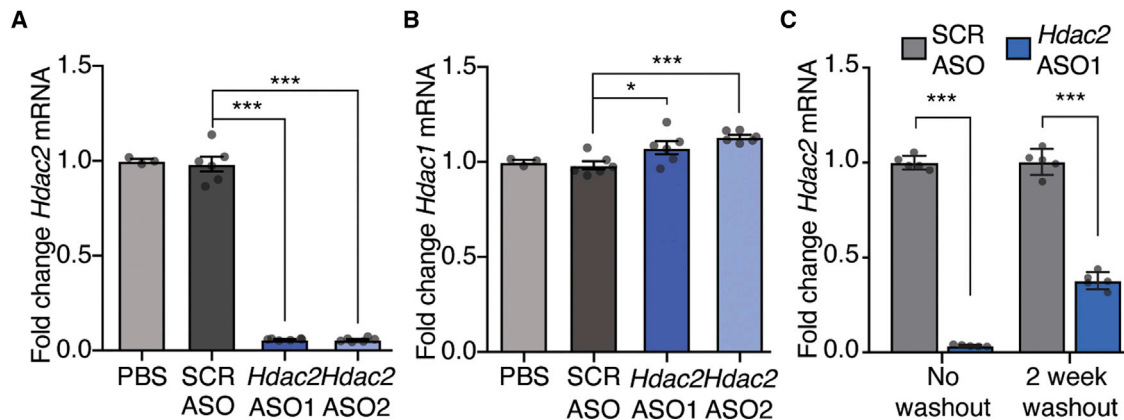 A
Fold change Hdac2 mRNA
1.5
1.0
0.5
0.0
***
***
PBS
SCR
ASO
Hdac2
ASO1
Hdac2
ASO2
B
Fold change Hdac1 mRNA
1.5
1.0
0.5
0.0
***
*
PBS
SCR
ASO
Hdac2
ASO1
Hdac2
ASO2
C
SCR
ASO
Hdac2
ASO1
Fold change Hdac2 mRNA
1.5
1.0
0.5
0.0
***
***
No
washout
2 week
washout